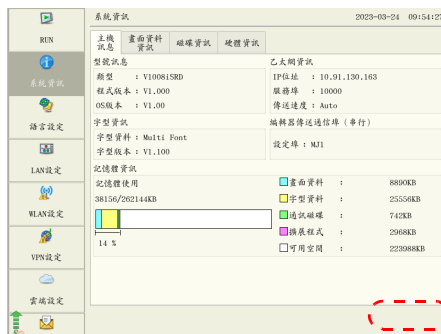 系統資訊
2023-03-24 09:54:27
RUN
系統資訊
語言設定
LAN設定
WLAN設定
VPN設定
雲端設定
主機訊息
畫面資料資訊
磁碟資訊
硬體資訊
型號訊息
類型 : V1008iSRD
程式版本 : V1.000
OS版本 : V1.00
乙太網資訊
IP位址 : 10.91.130.163
服務埠 : 10000
傳送速度 : Auto
字型資訊
字型資料 : Multi Font
字型版本 : V1.100
編輯器傳送通信埠 (串行)
設定埠 : MJ1
記憶體資訊
記憶體使用
38156/262144KB
14 %
畫面資料 : 8890KB
字型資料 : 25556KB
通訊磁碟 : 742KB
擴展程式 : 2968KB
可用空間 : 223988KB